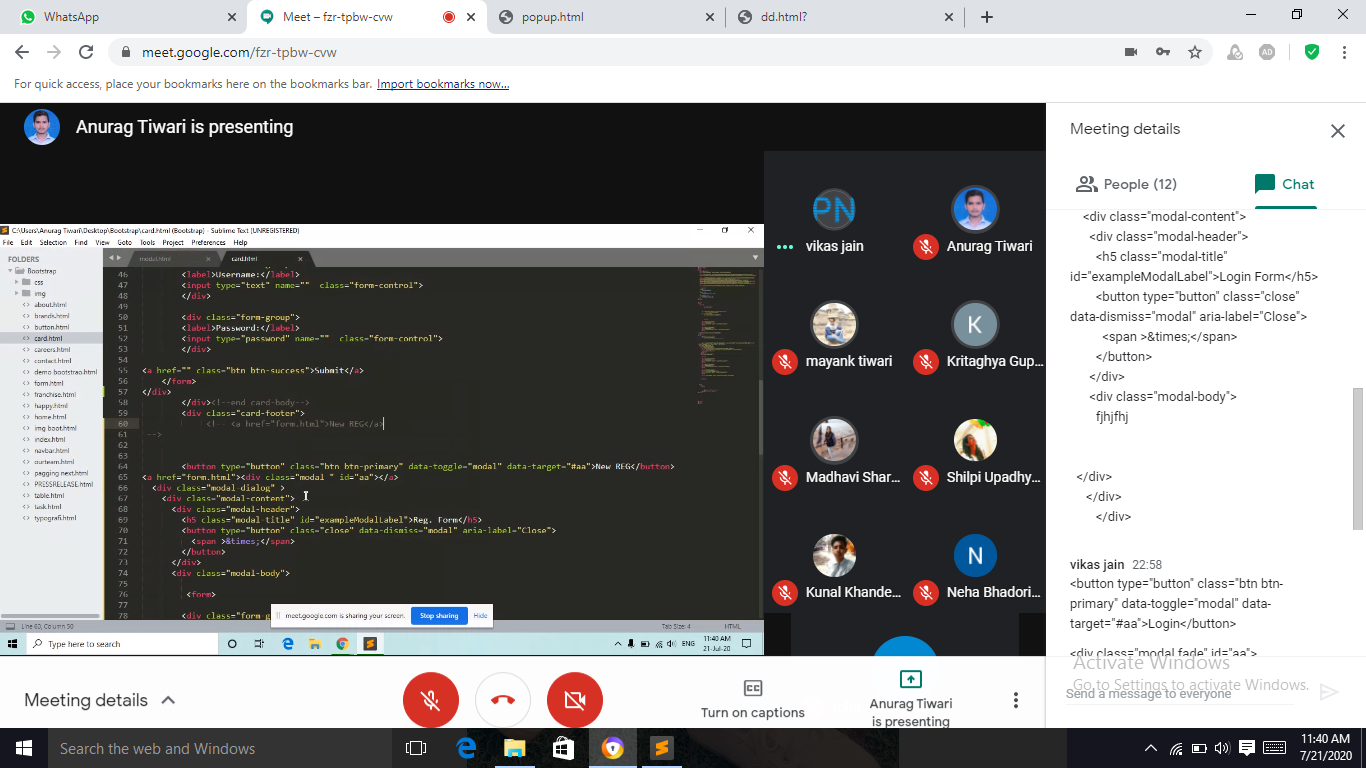 WhatsApp
Meet – fzr-tpbw-cvw
popup.html
dd.html?
meet.google.com/fzr-tpbw-cvw
AD
For quick access, place your bookmarks here on the bookmarks bar. Import bookmarks now...
Anurag Tiwari is presenting
C:\Users\Anurag Tiwari\Desktop\Bootstrap\card.html (Bootstrap) - Sublime Text (UNREGISTERED)
File Edit Selection Find View Goto Tools Project Preferences Help
FOLDERS
Bootstrap
css
img
about.html
brands.html
button.html
card.html
careers.html
contact.html
demo bootstrao.html
form.html
franchise.html
happy.html
home.html
img boot.html
index.html
navbar.html
ourteam.html
pagging next.html
PRESSRELEASE.html
table.html
task.html
typografi.html
modul.html
card.html
46 <label>Username:</label>
47 <input type="text" name="" class="form-control">
48 </div>
49
50 <div class="form-group">
51 <label>Password:</label>
52 <input type="password" name="" class="form-control">
53 </div>
54
55 <a href="" class="btn btn-success">Submit</a>
56 </form>
57 </div>
58 </div><!--end card-body-->
59 <div class="card-footer">
60 <!-- <a href="form.html">New REG</a>
61 -->
62
63
64 <button type="button" class="btn btn-primary" data-toggle="modal" data-target="#aa">New REG</button>
65 <a href="form.html"><div class="modal " id="aa"></a>
66 <div class="modal-dialog" >
67 <div class="modal-content">
68 <div class="modal-header">
69 <h5 class="modal-title" id="exampleModalLabel">Reg. Form</h5>
70 <button type="button" class="close" data-dismiss="modal" aria-label="Close">
71 <span >&times;</span>
72 </button>
73 </div>
74 <div class="modal-body">
75
76 <form>
77
78 <div class="form-g
meet.google.com is sharing your screen.
Stop sharing
Hide
Line 60, Column 50
Tab Size: 4
HTML
Type here to search
ENG
11:40 AM
21-Jul-20
PN
vikas jain
Anurag Tiwari
mayank tiwari
K
Kritaghya Gup...
Madhavi Shar...
Shilpi Upadhy...
Kunal Khande...
N
Neha Bhadori...
Meeting details
People (12)
Chat
<div class="modal-content">
<div class="modal-header">
<h5 class="modal-title"
id="exampleModalLabel">Login Form</h5>
<button type="button" class="close"
data-dismiss="modal" aria-label="Close">
<span >&times;</span>
</button>
</div>
<div class="modal-body">
fjhjfhj
</div>
</div>
</div>
vikas jain 22:58
<button type="button" class="btn btn-
primary" data-toggle="modal" data-
target="#aa">Login</button>
<div class="modal fade" id="aa">
Activate Windows
Go to Settings to activate Windows.
Send a message to everyone
Meeting details
CC
Turn on captions
Anurag Tiwari
is presenting
Search the web and Windows
11:40 AM
7/21/2020